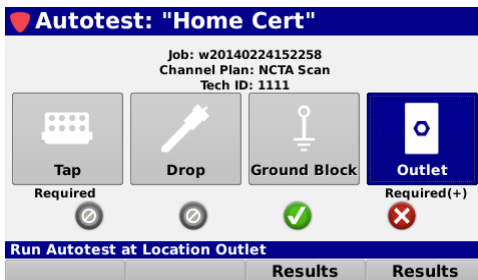 Autotest: "Home Cert"
Job: w20140224152258
Channel Plan: NCTA Scan
Tech ID: 1111
Tap Drop Ground Block Outlet
Required Required(+)
Run Autotest at Location Outlet
Results Results